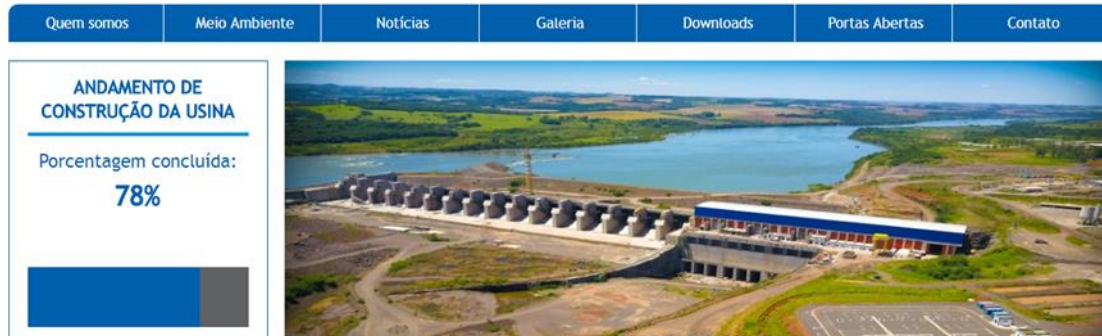 Quem somos
Meio Ambiente
Notícias
Galeria
Downloads
Portas Abertas
Contato
ANDAMENTO DE
CONSTRUÇÃO DA USINA
Porcentagem concluída:
78%